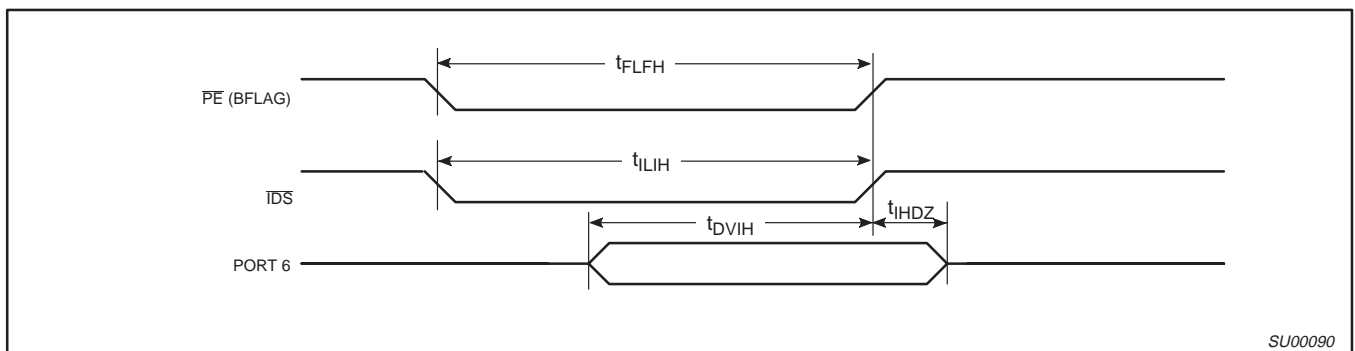 tFLFH
PE (BFLAG)
tILIH
IDS
tDVIH
tIHDZ
PORT 6
SU00090